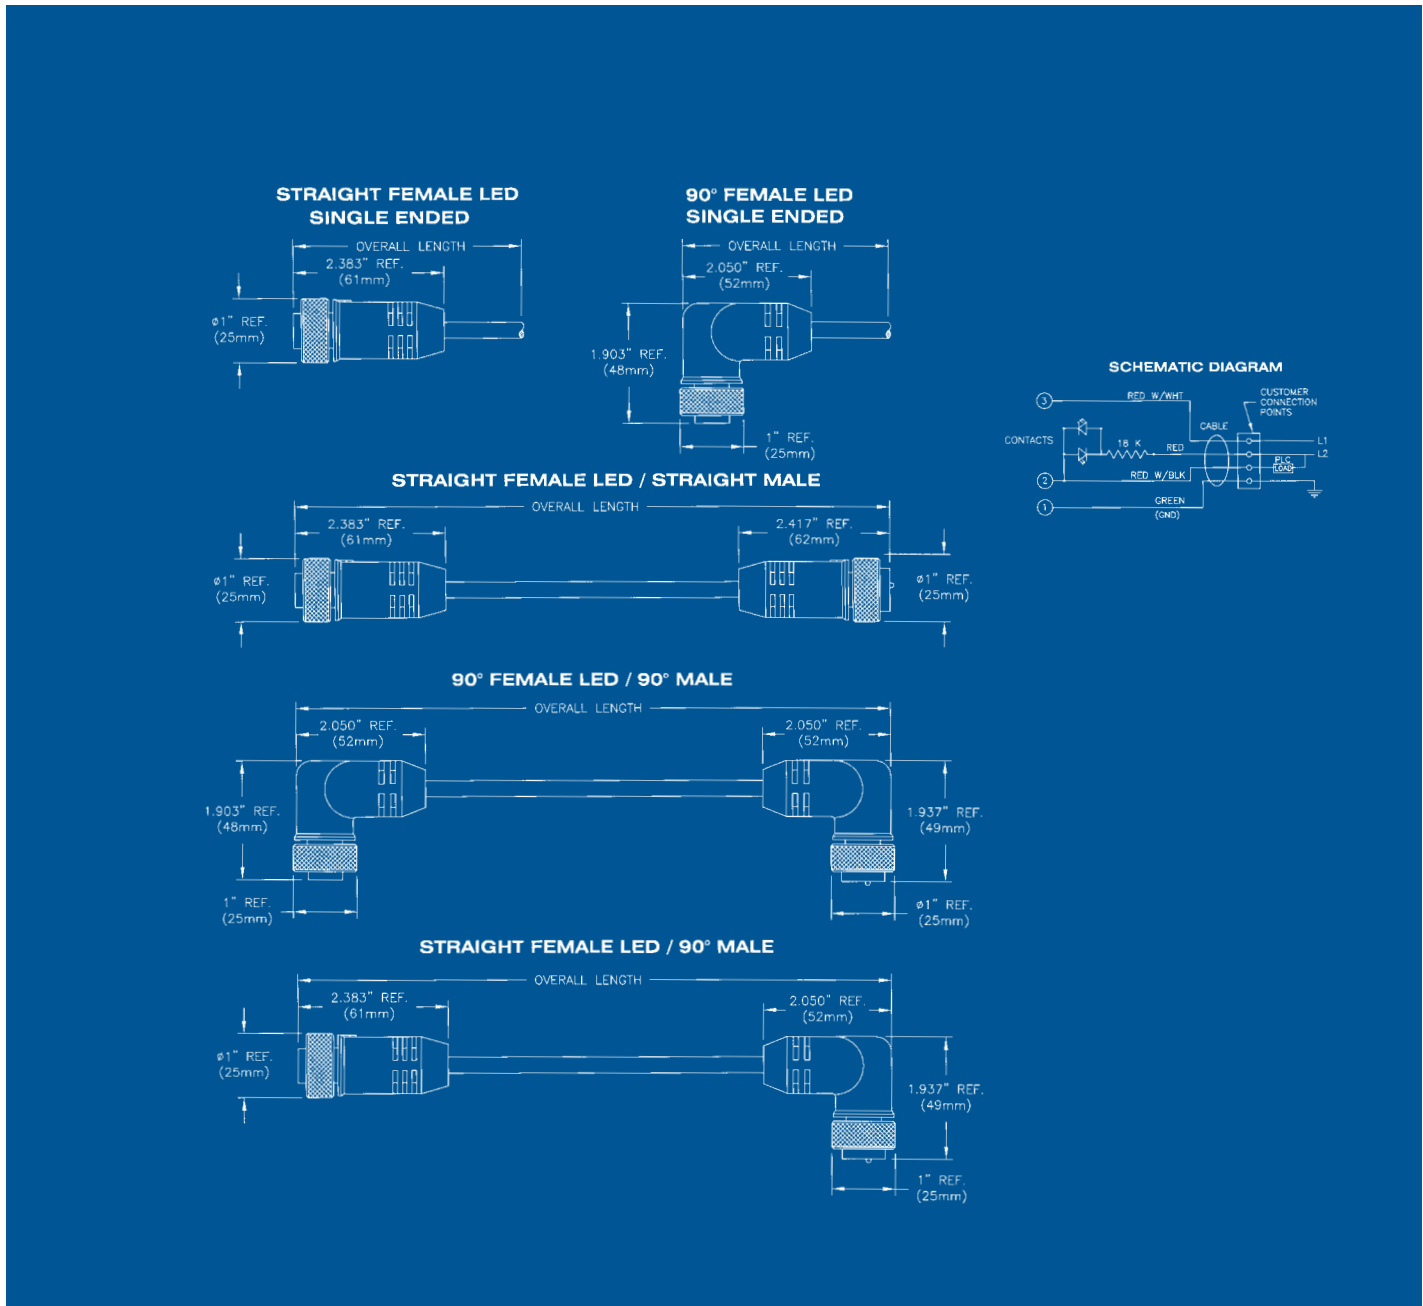 STRAIGHT FEMALE LED
SINGLE ENDED
OVERALL LENGTH
2.383" REF.
(61mm)
ø1" REF.
(25mm)
90° FEMALE LED
SINGLE ENDED
OVERALL LENGTH
2.050" REF.
(52mm)
1.903" REF.
(48mm)
1" REF.
(25mm)
SCHEMATIC DIAGRAM
3
RED W/WHT
CUSTOMER
CONNECTION
POINTS
CABLE
CONTACTS
18 K
RED
L1
L2
PLC
LOAD
2
RED W/BLK
1
GREEN
(GND)
STRAIGHT FEMALE LED / STRAIGHT MALE
OVERALL LENGTH
2.383" REF.
(61mm)
2.417" REF.
(62mm)
ø1" REF.
(25mm)
ø1" REF.
(25mm)
90° FEMALE LED / 90° MALE
OVERALL LENGTH
2.050" REF.
(52mm)
2.050" REF.
(52mm)
1.903" REF.
(48mm)
1.937" REF.
(49mm)
1" REF.
(25mm)
ø1" REF.
(25mm)
STRAIGHT FEMALE LED / 90° MALE
OVERALL LENGTH
2.383" REF.
(61mm)
2.050" REF.
(52mm)
ø1" REF.
(25mm)
1.937" REF.
(49mm)
1" REF.
(25mm)